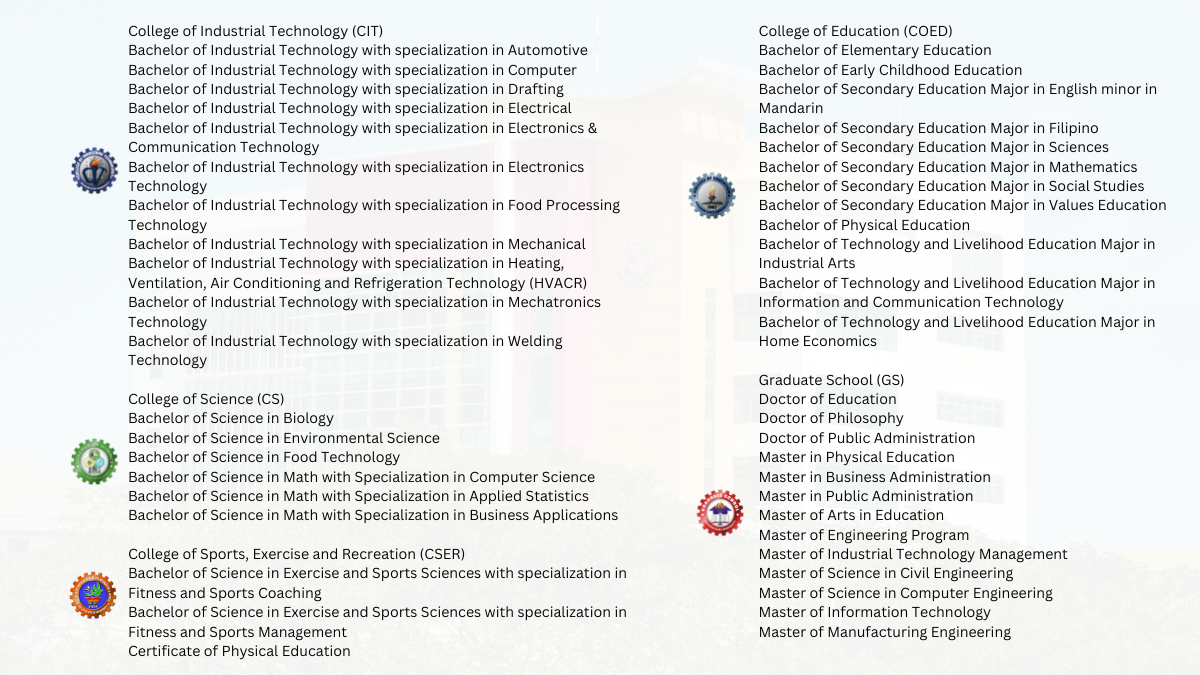 College of Industrial Technology (CIT)
Bachelor of Industrial Technology with specialization in Automotive
Bachelor of Industrial Technology with specialization in Computer
Bachelor of Industrial Technology with specialization in Drafting
Bachelor of Industrial Technology with specialization in Electrical
Bachelor of Industrial Technology with specialization in Electronics &
Communication Technology
Bachelor of Industrial Technology with specialization in Electronics
Technology
Bachelor of Industrial Technology with specialization in Food Processing
Technology
Bachelor of Industrial Technology with specialization in Mechanical
Bachelor of Industrial Technology with specialization in Heating,
Ventilation, Air Conditioning and Refrigeration Technology (HVACR)
Bachelor of Industrial Technology with specialization in Mechatronics
Technology
Bachelor of Industrial Technology with specialization in Welding
Technology
College of Science (CS)
Bachelor of Science in Biology
Bachelor of Science in Environmental Science
Bachelor of Science in Food Technology
Bachelor of Science in Math with Specialization in Computer Science
Bachelor of Science in Math with Specialization in Applied Statistics
Bachelor of Science in Math with Specialization in Business Applications
College of Sports, Exercise and Recreation (CSER)
Bachelor of Science in Exercise and Sports Sciences with specialization in
Fitness and Sports Coaching
Bachelor of Science in Exercise and Sports Sciences with specialization in
Fitness and Sports Management
Certificate of Physical Education
College of Education (COED)
Bachelor of Elementary Education
Bachelor of Early Childhood Education
Bachelor of Secondary Education Major in English minor in
Mandarin
Bachelor of Secondary Education Major in Filipino
Bachelor of Secondary Education Major in Sciences
Bachelor of Secondary Education Major in Mathematics
Bachelor of Secondary Education Major in Social Studies
Bachelor of Secondary Education Major in Values Education
Bachelor of Physical Education
Bachelor of Technology and Livelihood Education Major in
Industrial Arts
Bachelor of Technology and Livelihood Education Major in
Information and Communication Technology
Bachelor of Technology and Livelihood Education Major in
Home Economics
Graduate School (GS)
Doctor of Education
Doctor of Philosophy
Doctor of Public Administration
Master in Physical Education
Master in Business Administration
Master in Public Administration
Master of Arts in Education
Master of Engineering Program
Master of Industrial Technology Management
Master of Science in Civil Engineering
Master of Science in Computer Engineering
Master of Information Technology
Master of Manufacturing Engineering